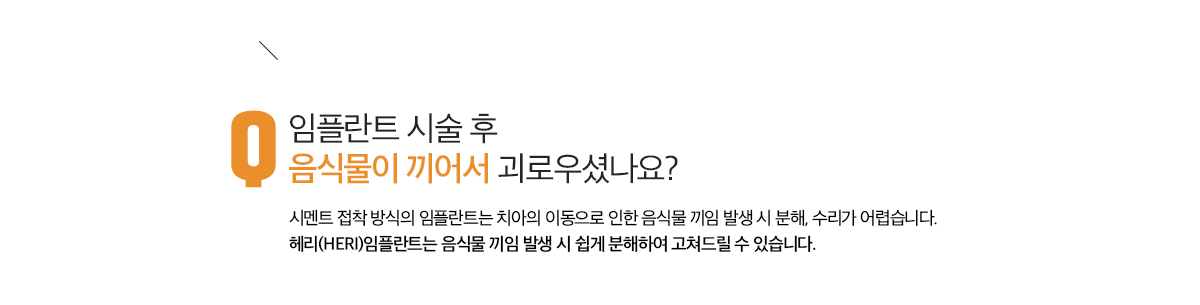 Q 임플란트 시술 후
음식물이 끼어서 괴로우셨나요?
시멘트 접착 방식의 임플란트는 치아의 이동으로 인한 음식물 끼임 발생 시 분해, 수리가 어렵습니다.
헤리(HERI)임플란트는 음식물 끼임 발생 시 쉽게 분해하여 고쳐드릴 수 있습니다.